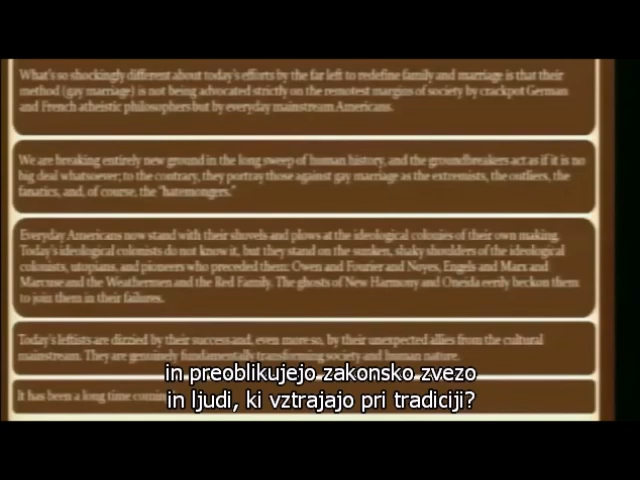 What's so shockingly different about today's efforts by the far left to redefine family and marriage is that their
method (gay marriage) is not being advocated strictly on the remotest margins of society by crackpot German
and French atheistic philosophers but by everyday mainstream Americans.
We are breaking entirely new ground in the long sweep of human history, and the groundbreakers act as if it is no
big deal whatsoever; to the contrary, they portray those against gay marriage as the extremists, the outliers, the
fanatics, and, of course, the "hatemongers."
Everyday Americans now stand with their shovels and plows at the ideological colonies of their own making.
Today's ideological colonists do not know it, but they stand on the sunken, shaky shoulders of the ideological
colonists, utopians, and pioneers who preceded them: Owen and Fourier and Noyes, Engels and Marx and
Marcuse and the Weathermen and the Red Family. The ghosts of New Harmony and Oneida eerily beckon them
to join them in their failures.
Today's leftists are dizzied by their success and, even more so, by their unexpected allies from the cultural
mainstream. They are genuinely fundamentally transforming society and human nature.
It has been a long time
in preoblikujejo zakonsko zvezo
in ljudi, ki vztrajajo pri tradiciji?